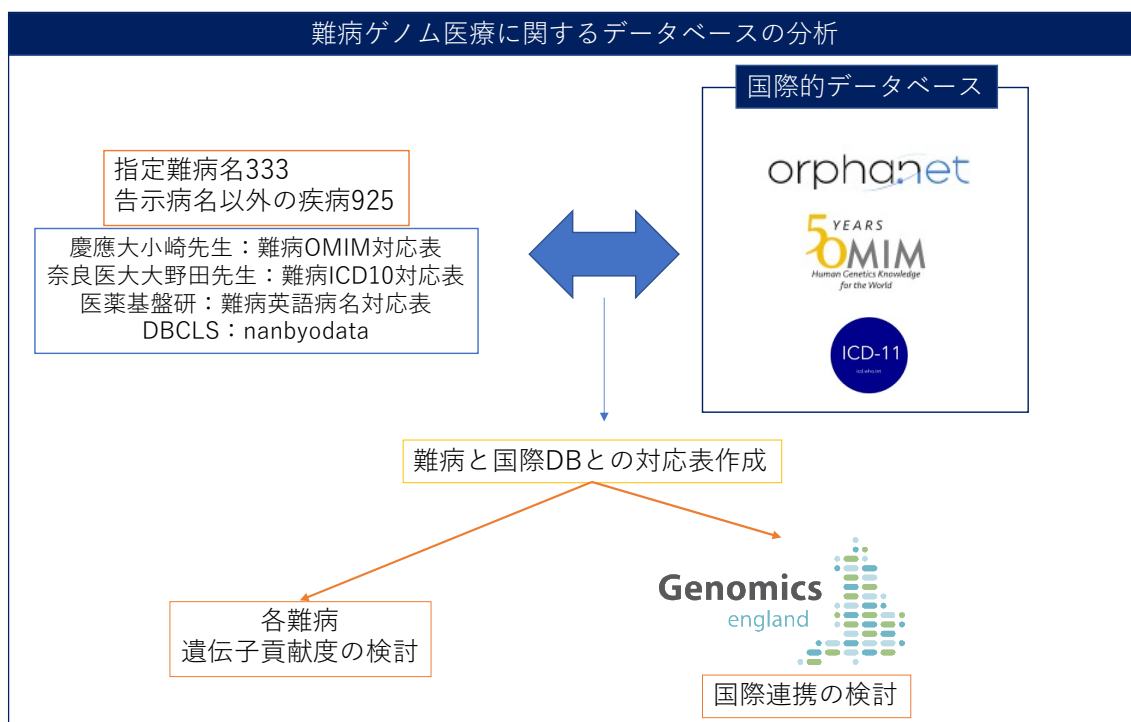 難病ゲノム医療に関するデータベースの分析
国際的データベース
指定難病名333
告示病名以外の疾病925
慶應大小崎先生：難病OMIM対応表
奈良医大大野田先生：難病ICD10対応表
医薬基盤研：難病英語病名対応表
DBCLS：nanbyodata
orphanet
50 YEARS
OMIM
Human Genetics Knowledge
for the World
ICD-11
icd.who.int
難病と国際DBとの対応表作成
各難病
遺伝子貢献度の検討
Genomics
england
国際連携の検討